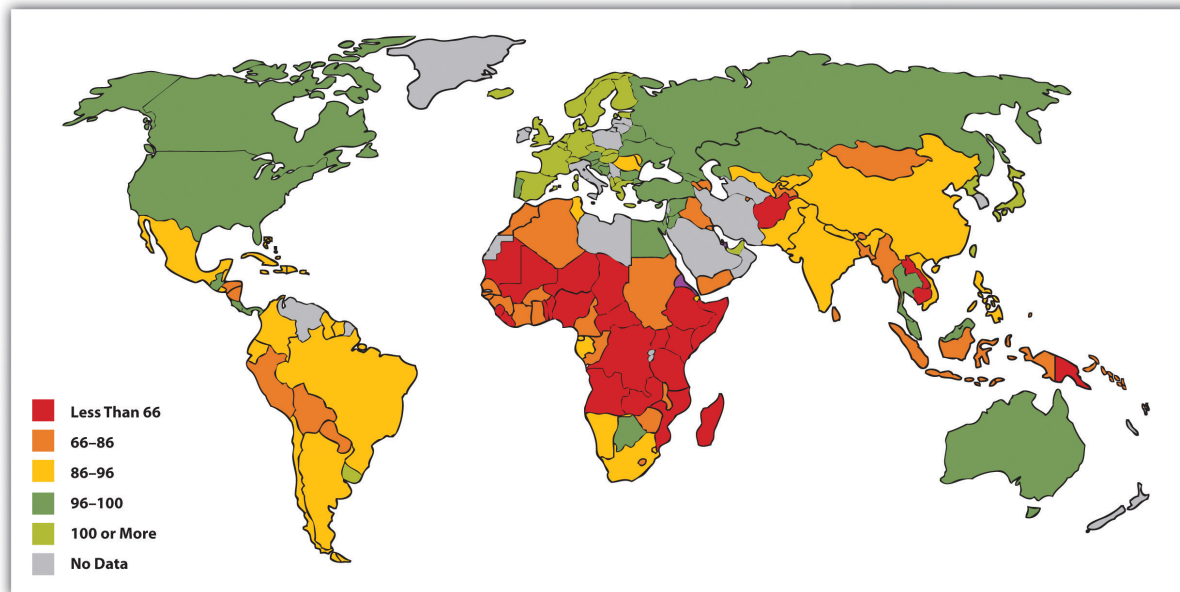 Less Than 66
66–86
86–96
96–100
100 or More
No Data